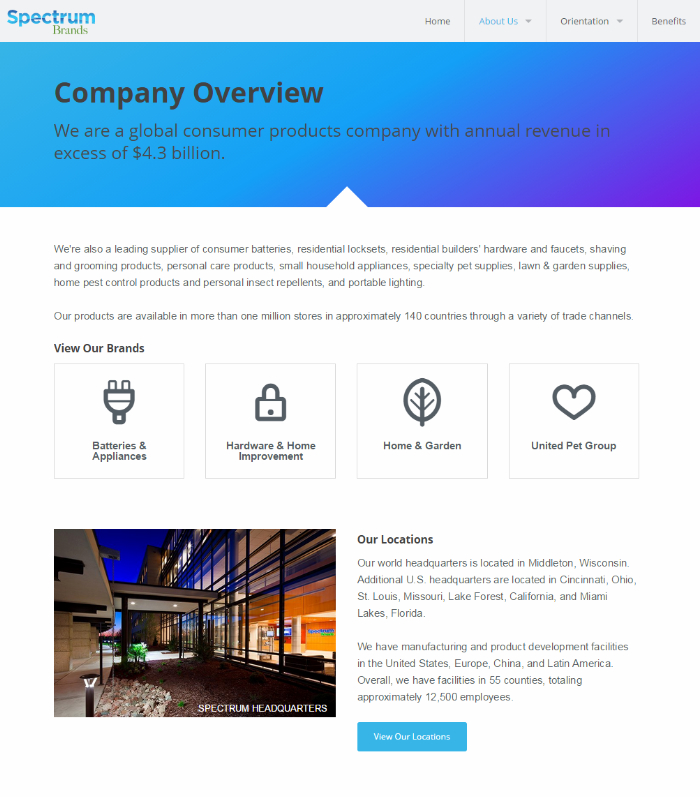 Spectrum
Brands
Home
About Us
Orientation
Benefits
Company Overview
We are a global consumer products company with annual revenue in
excess of $4.3 billion.
We're also a leading supplier of consumer batteries, residential locksets, residential builders' hardware and faucets, shaving
and grooming products, personal care products, small household appliances, specialty pet supplies, lawn & garden supplies,
home pest control products and personal insect repellents, and portable lighting.
Our products are available in more than one million stores in approximately 140 countries through a variety of trade channels.
View Our Brands
Batteries &
Appliances
Hardware & Home
Improvement
Home & Garden
United Pet Group
Spectrum
SPECTRUM HEADQUARTERS
Our Locations
Our world headquarters is located in Middleton, Wisconsin.
Additional U.S. headquarters are located in Cincinnati, Ohio,
St. Louis, Missouri, Lake Forest, California, and Miami
Lakes, Florida.
We have manufacturing and product development facilities
in the United States, Europe, China, and Latin America.
Overall, we have facilities in 55 counties, totaling
approximately 12,500 employees.
View Our Locations